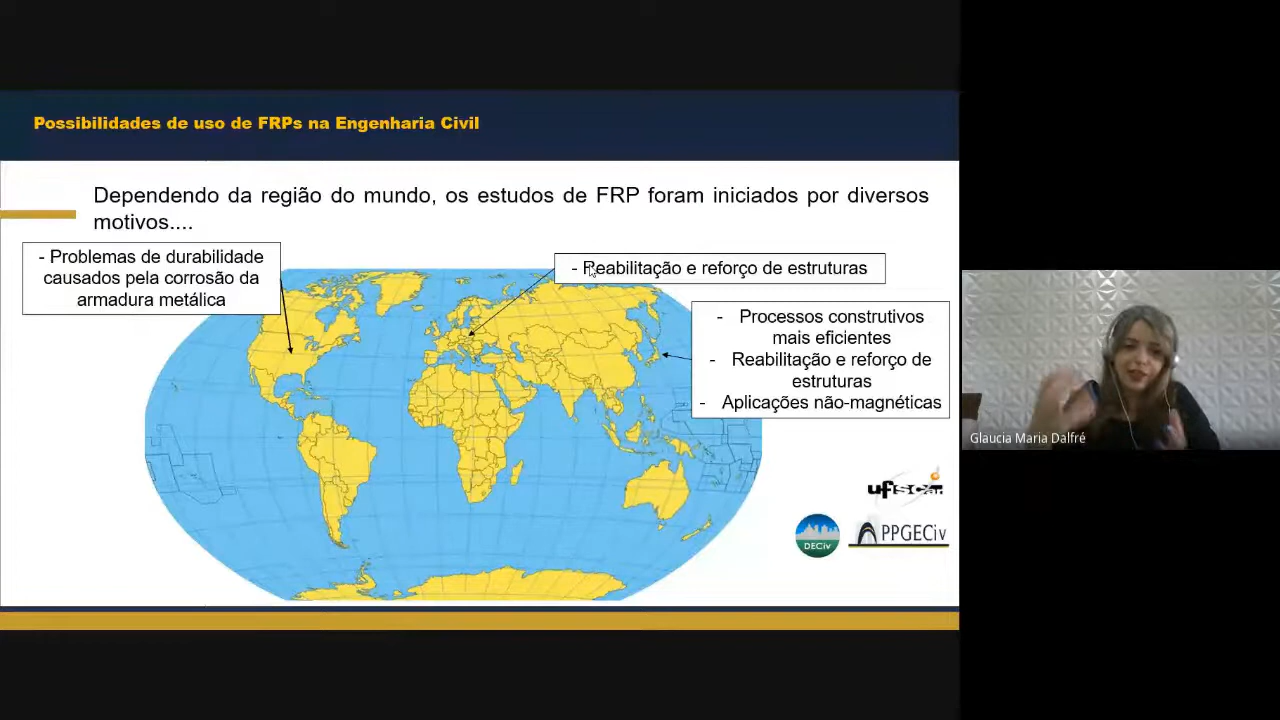 Possibilidades de uso de FRPs na Engenharia Civil
Dependendo da região do mundo, os estudos de FRP foram iniciados por diversos
motivos....
- Problemas de durabilidade
causados pela corrosão da
armadura metálica
- Reabilitação e reforço de estruturas
- Processos construtivos
mais eficientes
- Reabilitação e reforço de
estruturas
- Aplicações não-magnéticas
Glaucia Maria Dalfré
ufscar
DECiv
PPGECiv